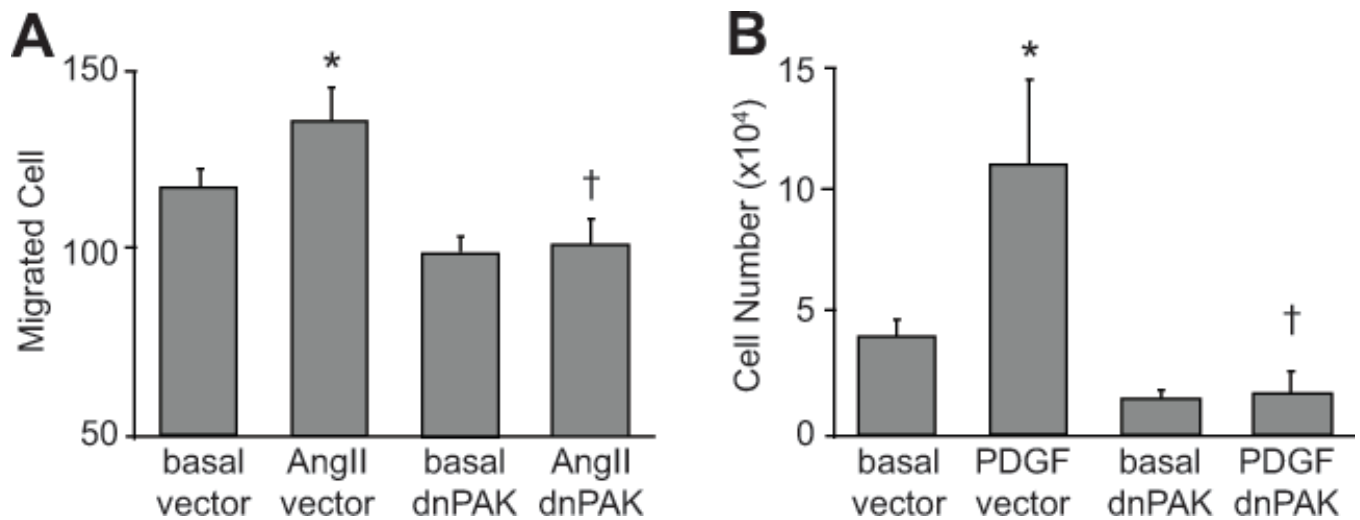 A
Migrated Cell
150
100
50
*
†
basal vector
AngII vector
basal dnPAK
AngII dnPAK
B
Cell Number (x10⁴)
15
10
5
0
*
†
basal vector
PDGF vector
basal dnPAK
PDGF dnPAK